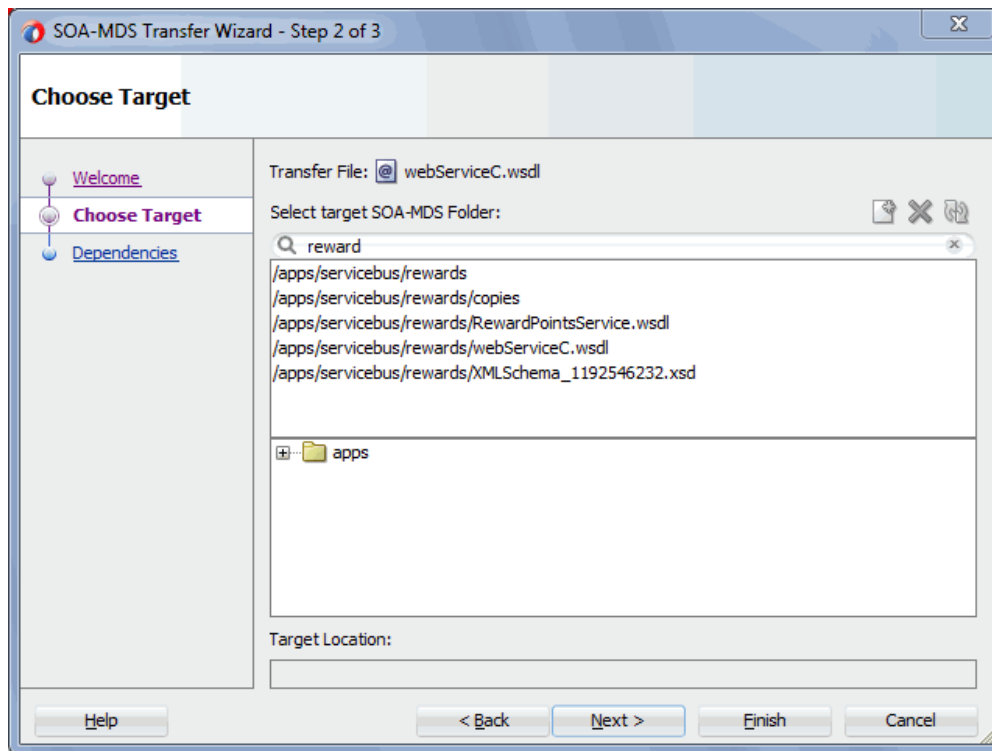 SOA-MDS Transfer Wizard - Step 2 of 3
Choose Target
Welcome
Choose Target
Dependencies
Transfer File: webServiceC.wsdl
Select target SOA-MDS Folder:
reward
/apps/servicebus/rewards
/apps/servicebus/rewards/copies
/apps/servicebus/rewards/RewardPointsService.wsdl
/apps/servicebus/rewards/webServiceC.wsdl
/apps/servicebus/rewards/XMLSchema_1192546232.xsd
apps
Target Location:
Help < Back Next > Finish Cancel